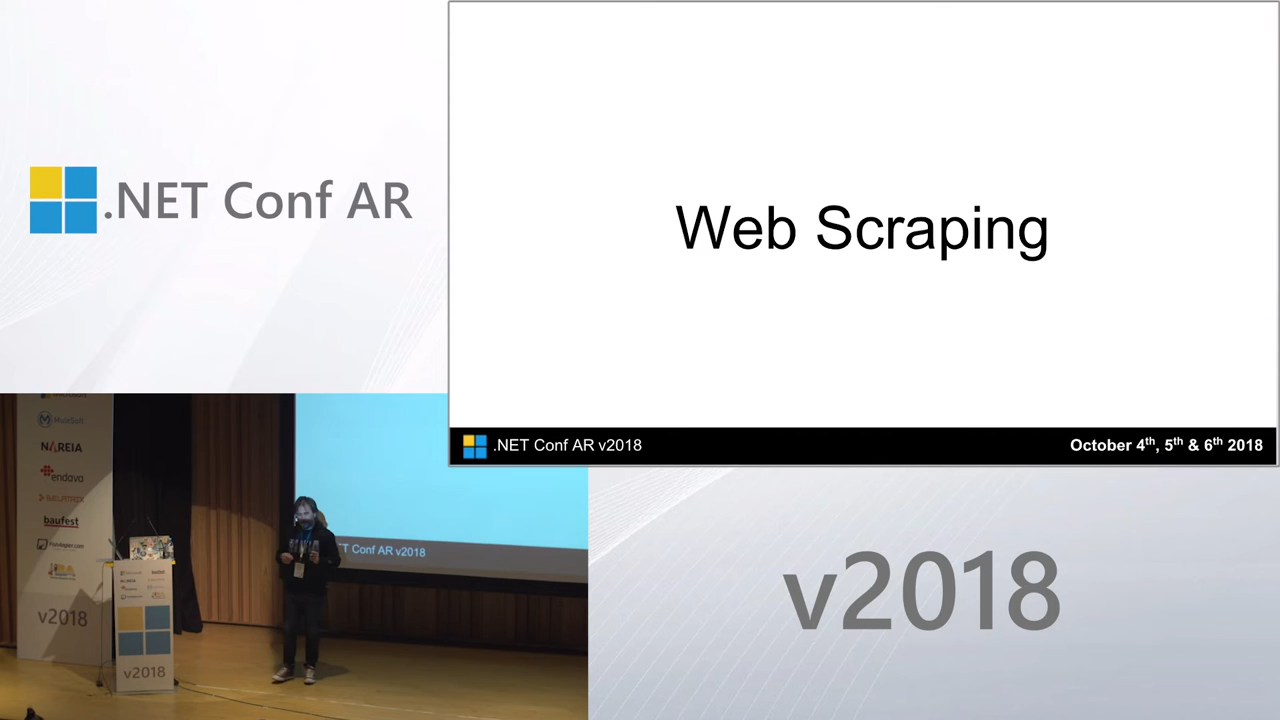 .NET Conf AR
Web Scraping
.NET Conf AR v2018
October 4th, 5th & 6th 2018
MuleSoft
NAREIA
endava
baufest
v2018
v2018
T Conf AR v2018
v2018